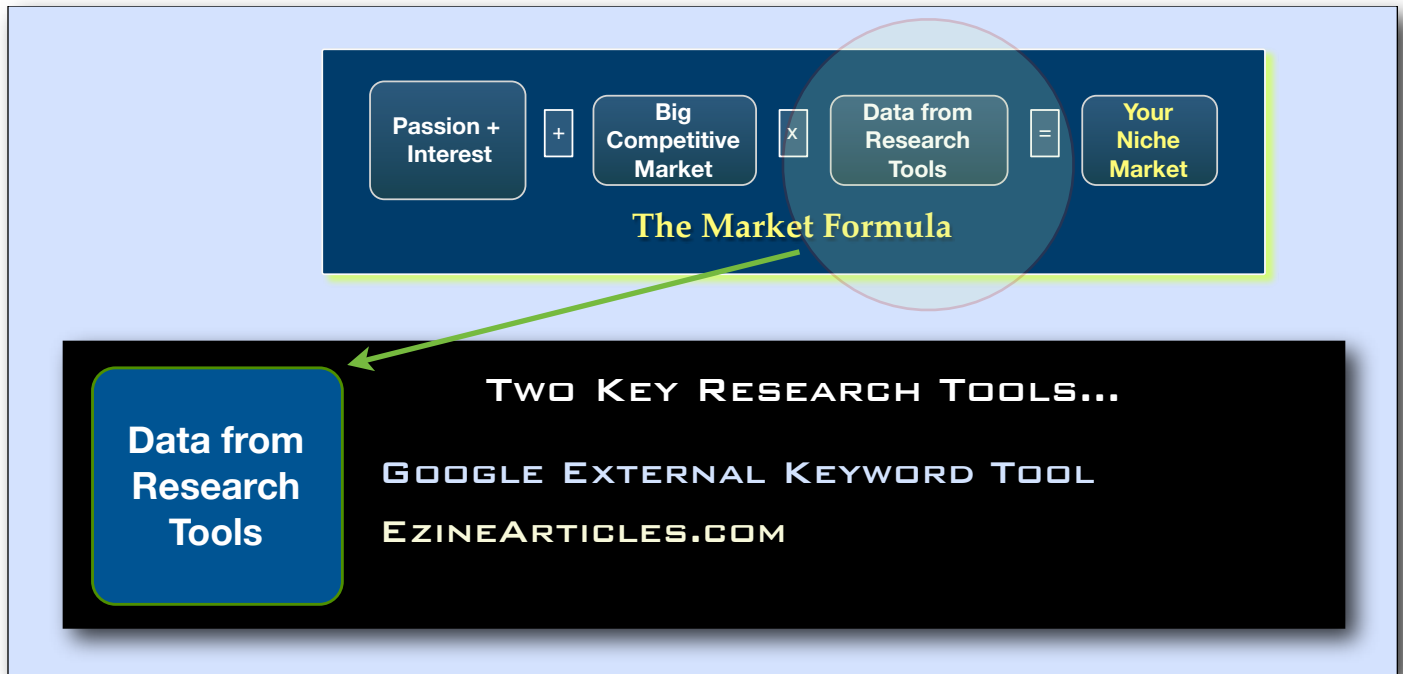 Passion +
Interest
+
Big
Competitive
Market
x
Data from
Research
Tools
=
Your
Niche
Market
The Market Formula
Data from
Research
Tools
Two Key Research Tools...
Google External Keyword Tool
EzineArticles.com